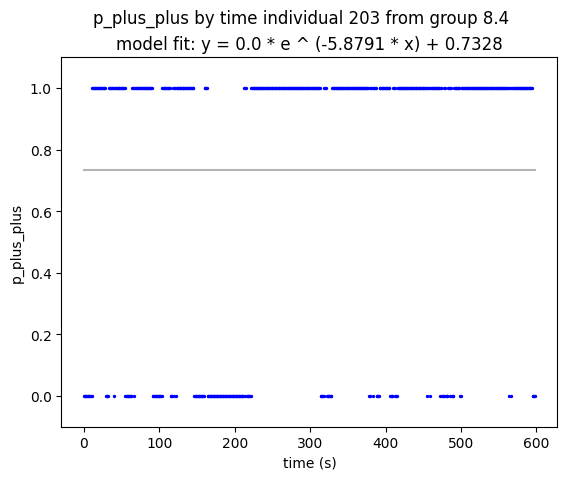 p_plus_plus by time individual 203 from group 8.4
model fit: y = 0.0 * e ^ (-5.8791 * x) + 0.7328
1.0
0.8
0.6
0.4
0.2
0.0
p_plus_plus
0 100 200 300 400 500 600
time (s)